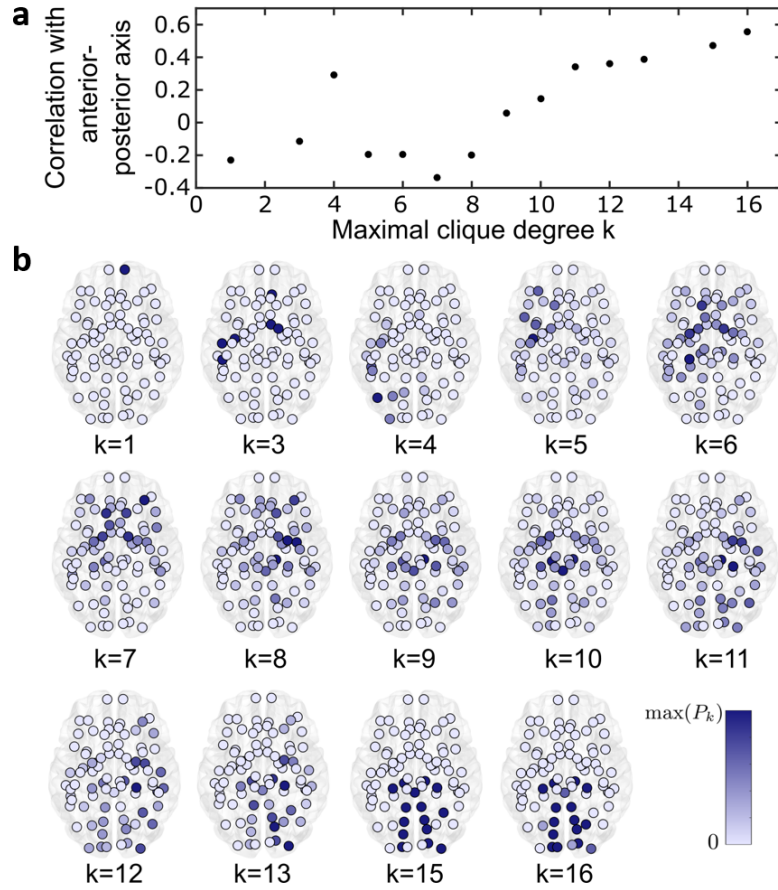 a
Correlation with
anterior-
posterior axis
0.6
0.4
0.2
0
-0.2
-0.4
0 2 4 6 8 10 12 14 16
Maximal clique degree k
b
k=1 k=3 k=4 k=5 k=6
k=7 k=8 k=9 k=10 k=11
max(Pk)
0
k=12 k=13 k=15 k=16